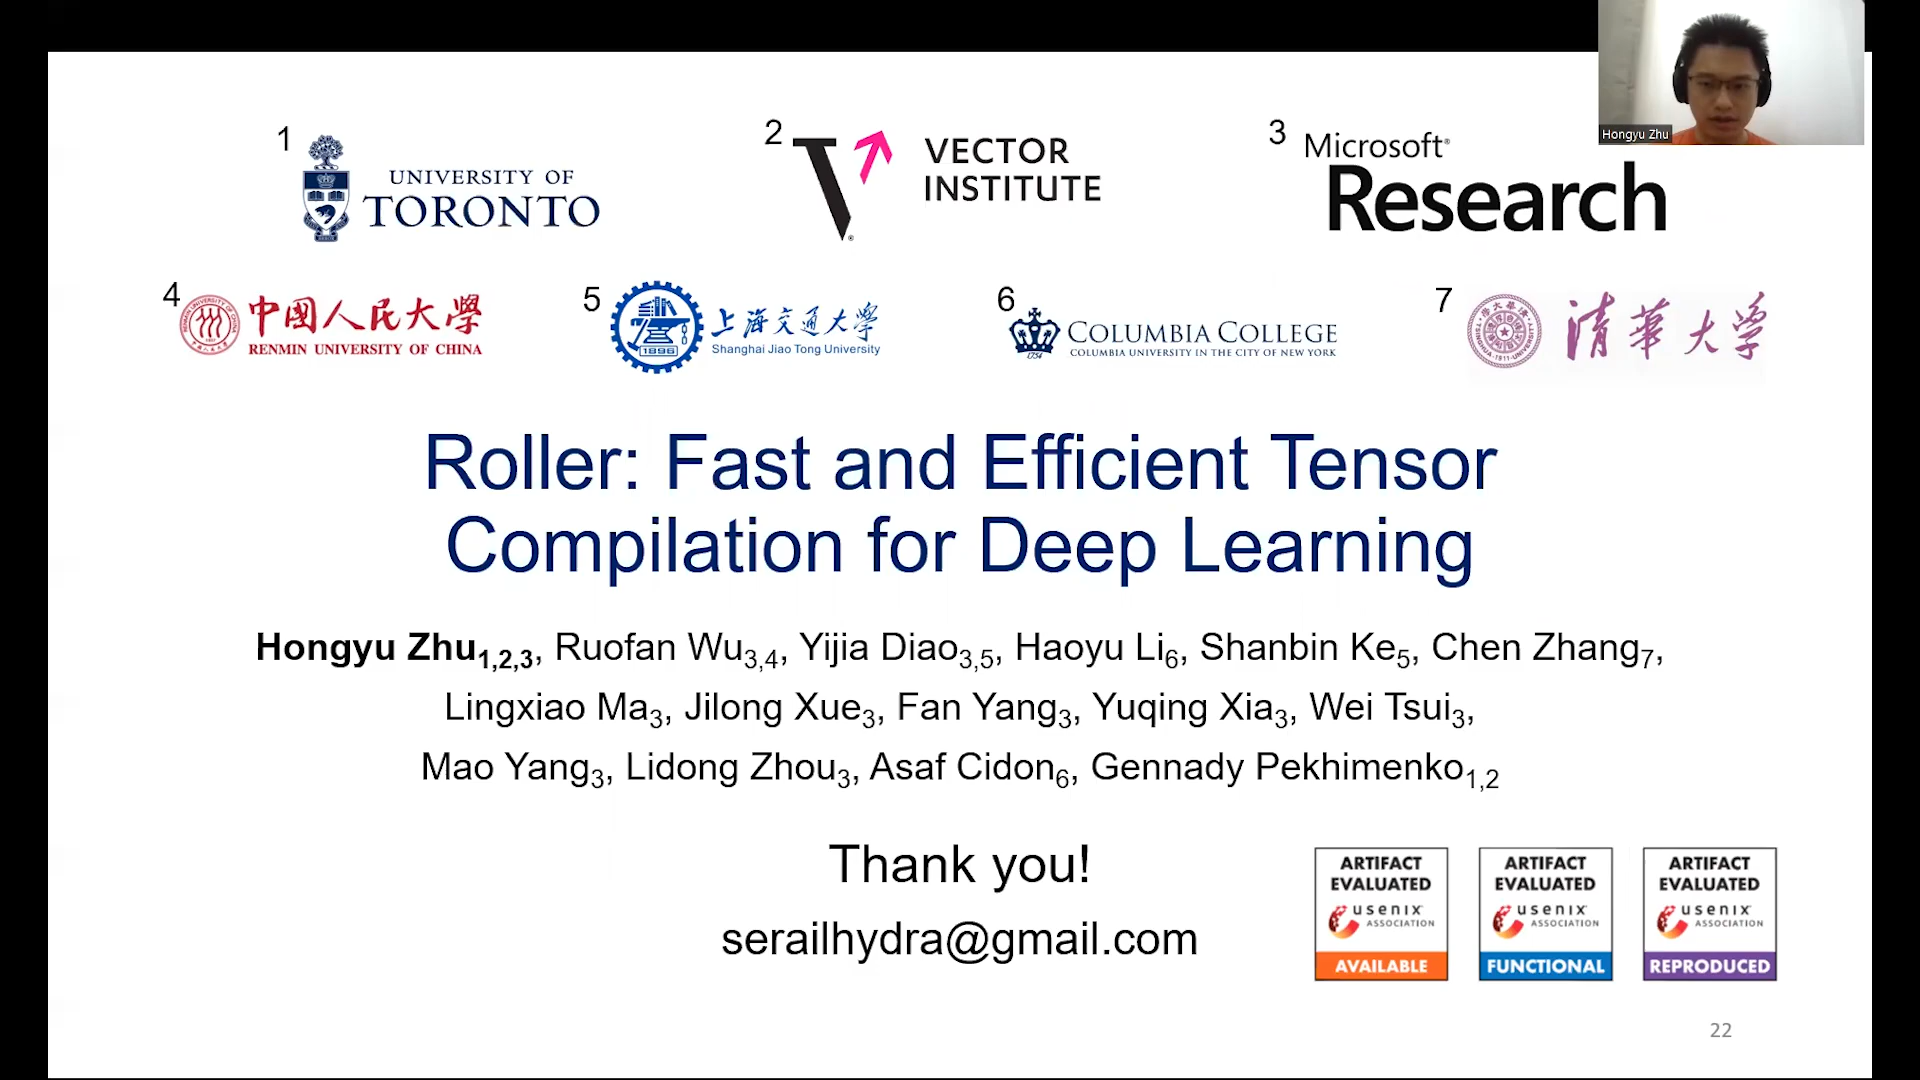 Hongyu Zhu
1
UNIVERSITY OF
TORONTO
2
VECTOR
INSTITUTE
3
Microsoft®
Research
4
中國人民大學
RENMIN UNIVERSITY OF CHINA
5
1896
上海交通大學
Shanghai Jiao Tong University
6
1754
COLUMBIA COLLEGE
COLUMBIA UNIVERSITY IN THE CITY OF NEW YORK
7
清華大学
Roller: Fast and Efficient Tensor
Compilation for Deep Learning
Hongyu Zhu1,2,3, Ruofan Wu3,4, Yijia Diao3,5, Haoyu Li6, Shanbin Ke5, Chen Zhang7,
Lingxiao Ma3, Jilong Xue3, Fan Yang3, Yuqing Xia3, Wei Tsui3,
Mao Yang3, Lidong Zhou3, Asaf Cidon6, Gennady Pekhimenko1,2
Thank you!
serailhydra@gmail.com
ARTIFACT
EVALUATED
usenix
ASSOCIATION
AVAILABLE
ARTIFACT
EVALUATED
usenix
ASSOCIATION
FUNCTIONAL
ARTIFACT
EVALUATED
usenix
ASSOCIATION
REPRODUCED
22